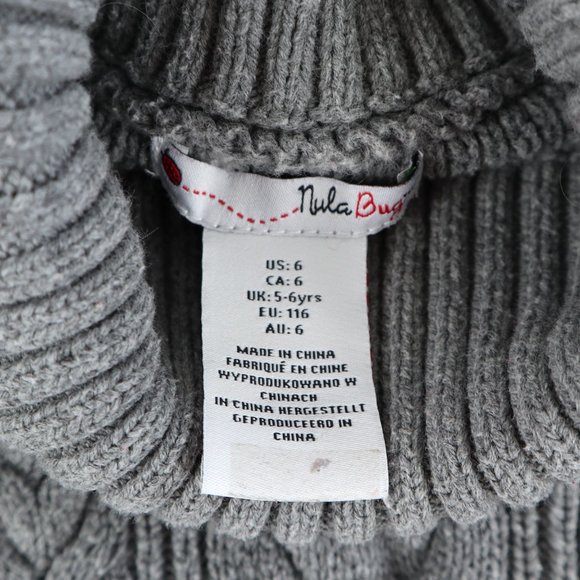 Nula Bug
US: 6
CA: 6
UK: 5-6yrs
EU: 116
AU: 6
MADE IN CHINA
FABRIQUÉ EN CHINE
WYPRODUKOWANO W
CHINACH
IN CHINA HERGESTELLT
GEPRODUCEERD IN
CHINA